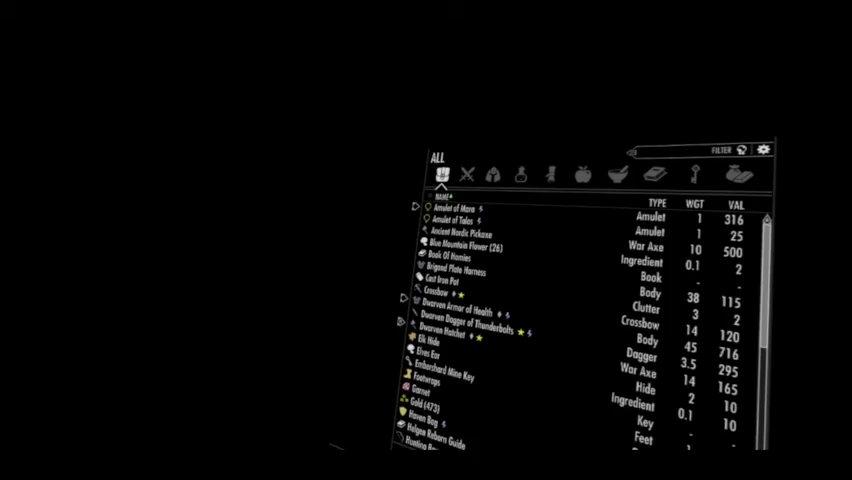 ALL
FILTER
NAME TYPE WGT VAL
Amulet of Mara Amulet 1 316
Amulet of Talos Amulet 1 25
Ancient Nordic Pickaxe War Axe 10 500
Blue Mountain Flower (26) Ingredient 0.1 2
Book Of Homies Book - -
Brigand Plate Harness Body 38 115
Cast Iron Pot Clutter 3 2
Crossbow Crossbow 14 120
Dwarven Armor of Health Body 45 716
Dwarven Dagger of Thunderbolts Dagger 3.5 295
Dwarven Hatchet War Axe 14 165
Elk Hide Hide 2 10
Elves Ear Ingredient 0.1 10
Embershard Mine Key Key - -
Footwraps Feet
Garnet
Gold (473)
Haven Bag
Helgen Reborn Guide
Hunting